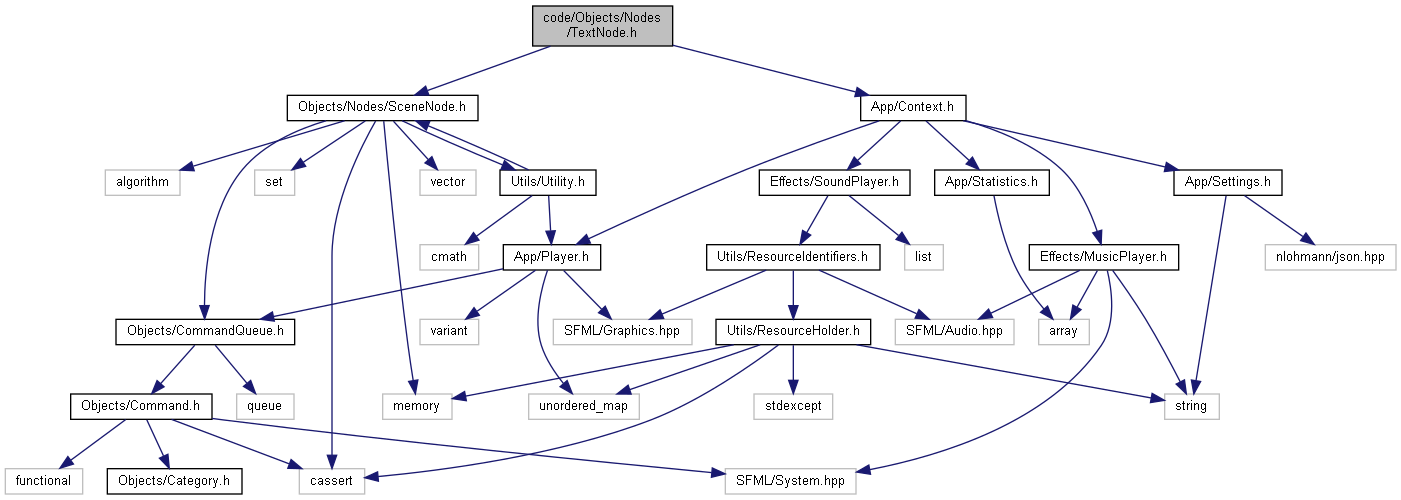 code/Objects/Nodes
/TextNode.h
Objects/Nodes/SceneNode.h
App/Context.h
algorithm
set
vector
Utils/Utility.h
Effects/SoundPlayer.h
App/Statistics.h
App/Settings.h
cmath
App/Player.h
Utils/ResourceIdentifiers.h
list
Effects/MusicPlayer.h
nlohmann/json.hpp
Objects/CommandQueue.h
variant
SFML/Graphics.hpp
Utils/ResourceHolder.h
SFML/Audio.hpp
array
Objects/Command.h
queue
memory
unordered_map
stdexcept
string
functional
Objects/Category.h
cassert
SFML/System.hpp